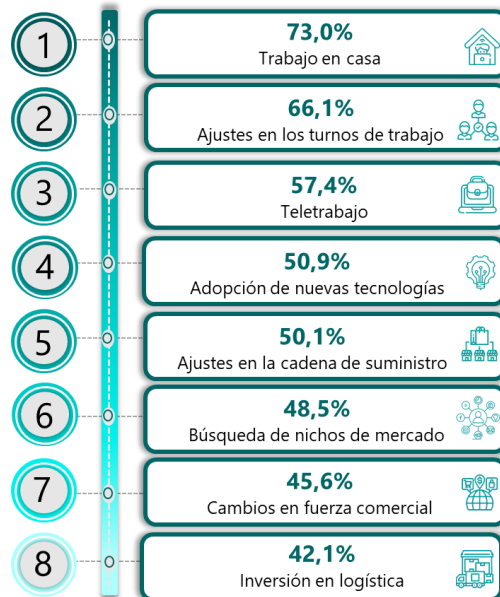 1
73,0%
Trabajo en casa
2
66,1%
Ajustes en los turnos de trabajo
3
57,4%
Teletrabajo
4
50,9%
Adopción de nuevas tecnologías
5
50,1%
Ajustes en la cadena de suministro
6
48,5%
Búsqueda de nichos de mercado
7
45,6%
Cambios en fuerza comercial
8
42,1%
Inversión en logística